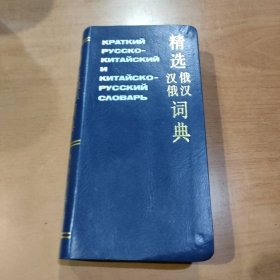 КРАТКИЙ
РУССКО-
КИТАЙСКИЙ
И
КИТАЙСКО-
РУССКИЙ
СЛОВАРЬ
精选
俄汉
汉俄
词典